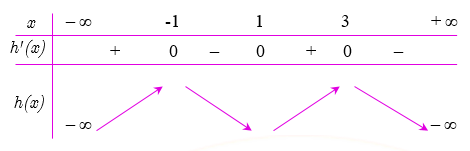 x −∞ -1 1 3 +∞
h'(x) + 0 − 0 + 0 −
h(x)
−∞ −∞